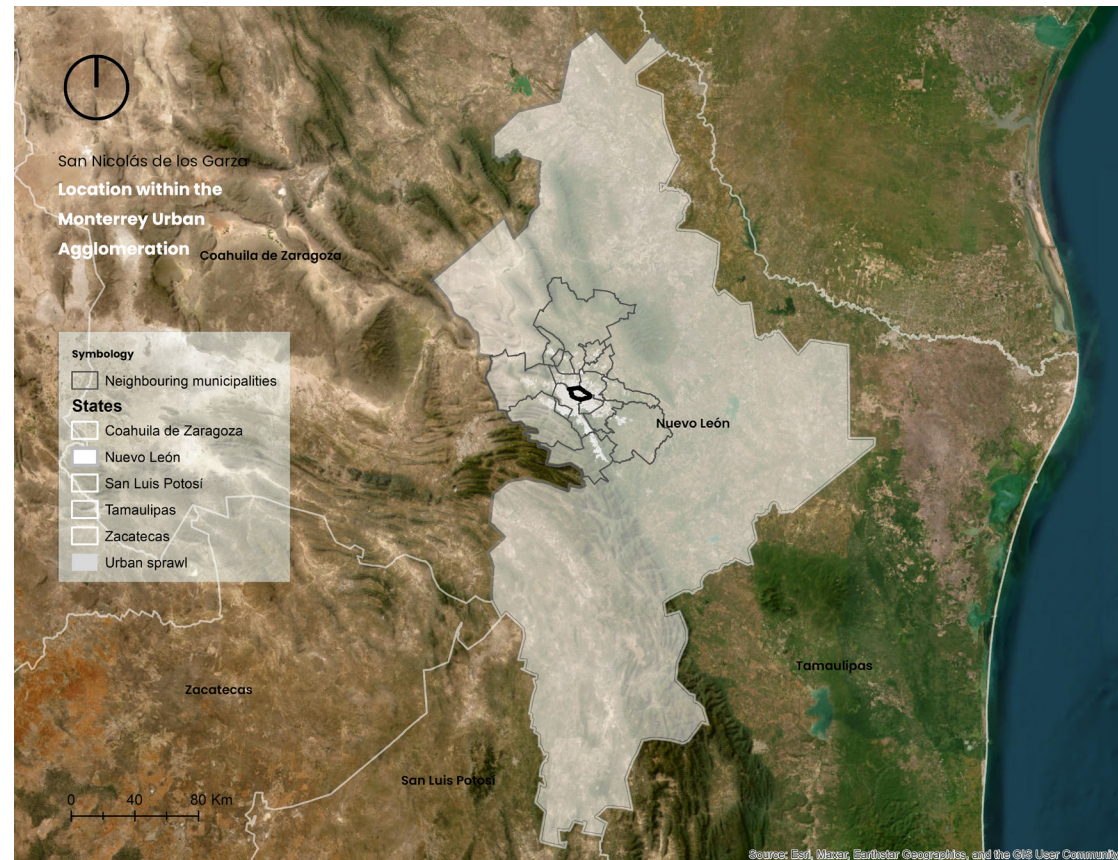 San Nicolás de los Garza
Location within the
Monterrey Urban
Agglomeration
Coahuila de Zaragoza
Symbology
Neighbouring municipalities
States
Coahuila de Zaragoza
Nuevo León
San Luis Potosí
Tamaulipas
Zacatecas
Urban sprawl
Nuevo León
Tamaulipas
Zacatecas
San Luis Potosí
0 40 80 Km
Source: Esri, Maxar, Earthstar Geographics, and the GIS User Communit